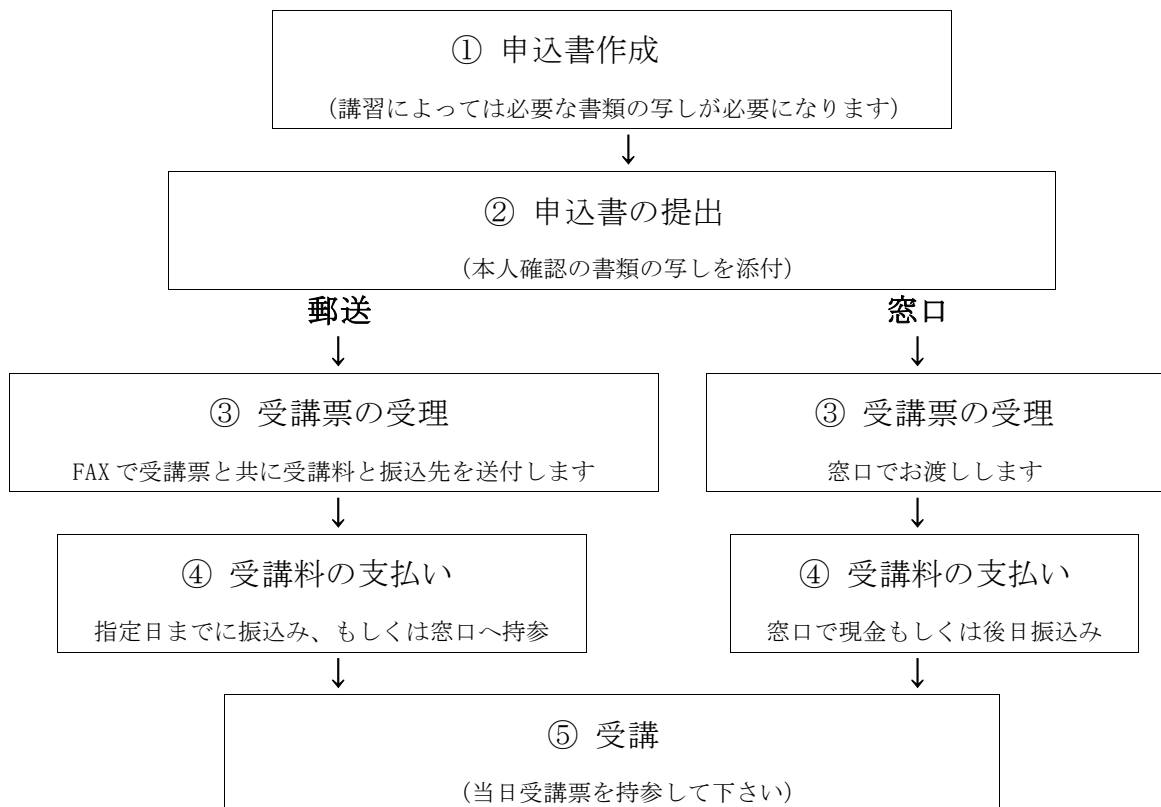 ① 申込書作成
（講習によっては必要な書類の写しが必要になります）
↓
② 申込書の提出
（本人確認の書類の写しを添付）
郵送
窓口
↓
↓
③ 受講票の受理
FAXで受講票と共に受講料と振込先を送付します
③ 受講票の受理
窓口でお渡しします
↓
↓
④ 受講料の支払い
指定日までに振込み、もしくは窓口へ持参
④ 受講料の支払い
窓口で現金もしくは後日振込み
↓
↓
⑤ 受講
（当日受講票を持参して下さい）